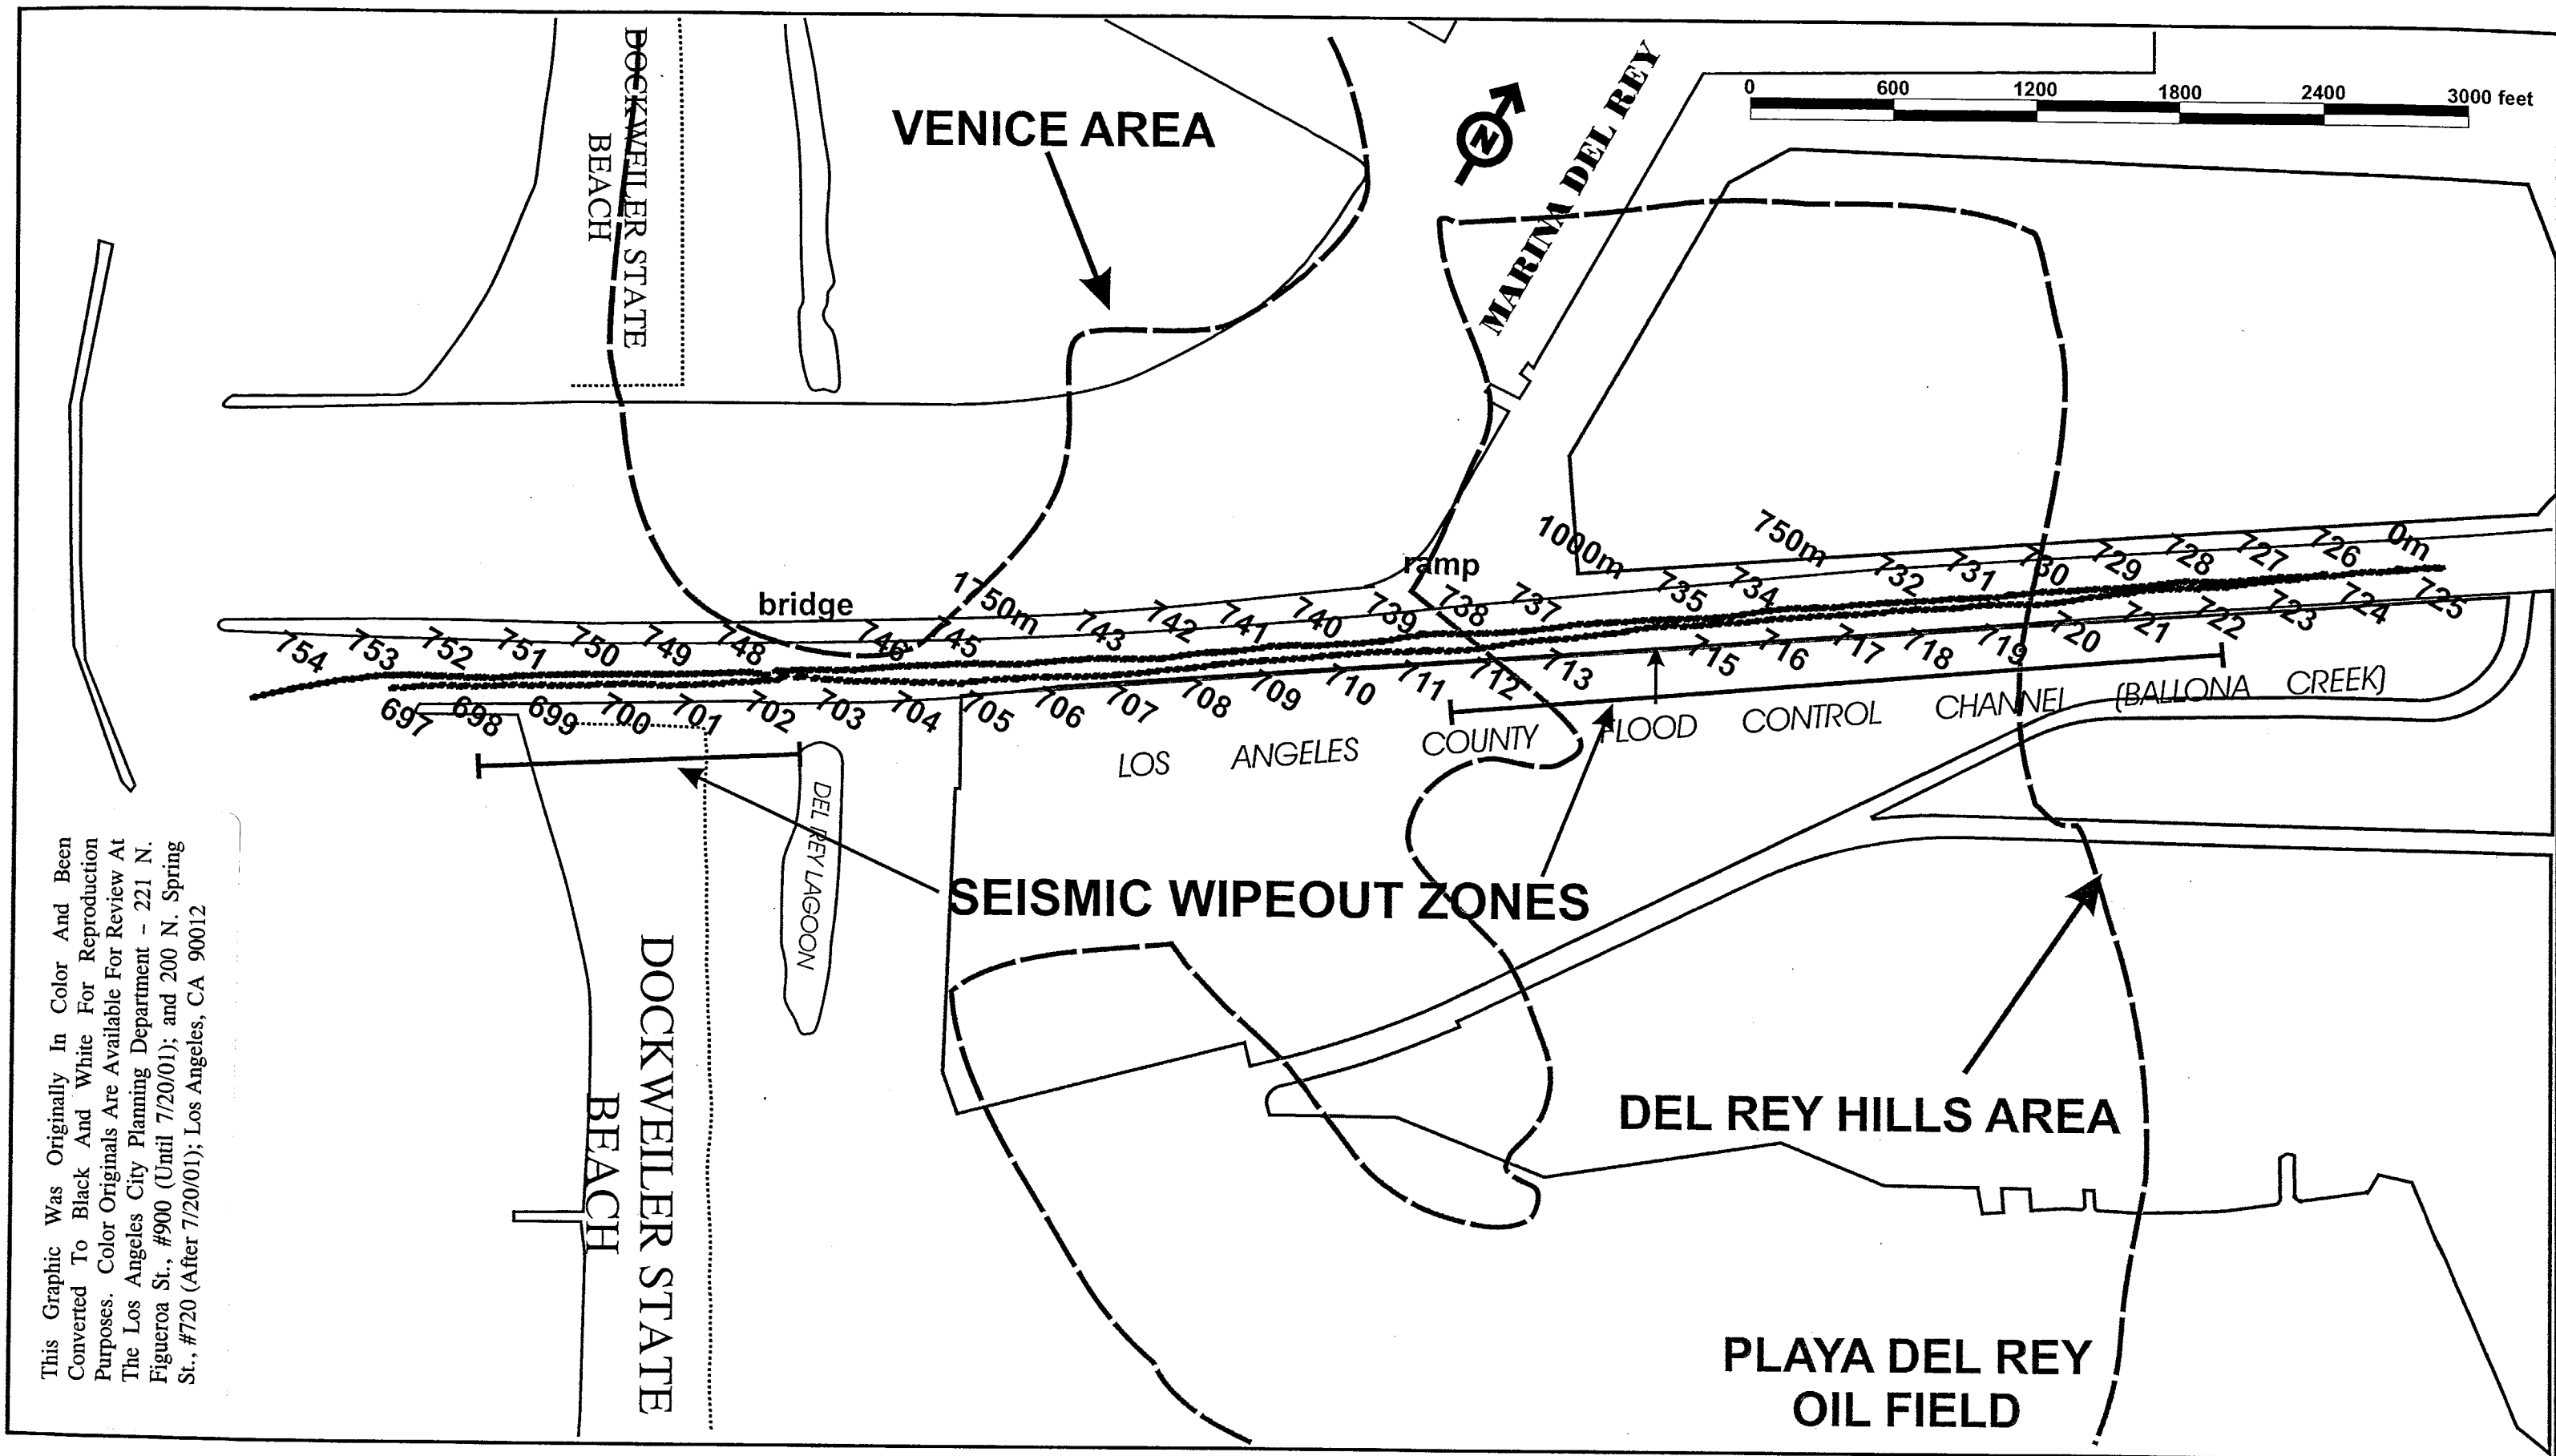 DOCKWEILER STATE
BEACH
VENICE AREA
N
MARINA DEL REY
0 600 1200 1800 2400 3000 feet
bridge
1750m
ramp
1000m
750m
0m
754 753 752 751 750 749 748 746 745 743 742 741 740 739 738 737 735 734 732 731 730 729 728 727 726
697 698 699 700 701 702 703 704 705 706 707 708 709 710 711 712 713 715 716 717 718 719 720 721 722 723 724 725
LOS ANGELES COUNTY FLOOD CONTROL CHANNEL (BALLONA CREEK)
DEL REY LAGOON
SEISMIC WIPEOUT ZONES
DOCKWEILER STATE
BEACH
DEL REY HILLS AREA
PLAYA DEL REY
OIL FIELD
This Graphic Was Originally In Color And Been
Converted To Black And White For Reproduction
Purposes. Color Originals Are Available For Review At
The Los Angeles City Planning Department – 221 N.
Figueroa St., #900 (Until 7/20/01); and 200 N. Spring
St., #720 (After 7/20/01); Los Angeles, CA 90012